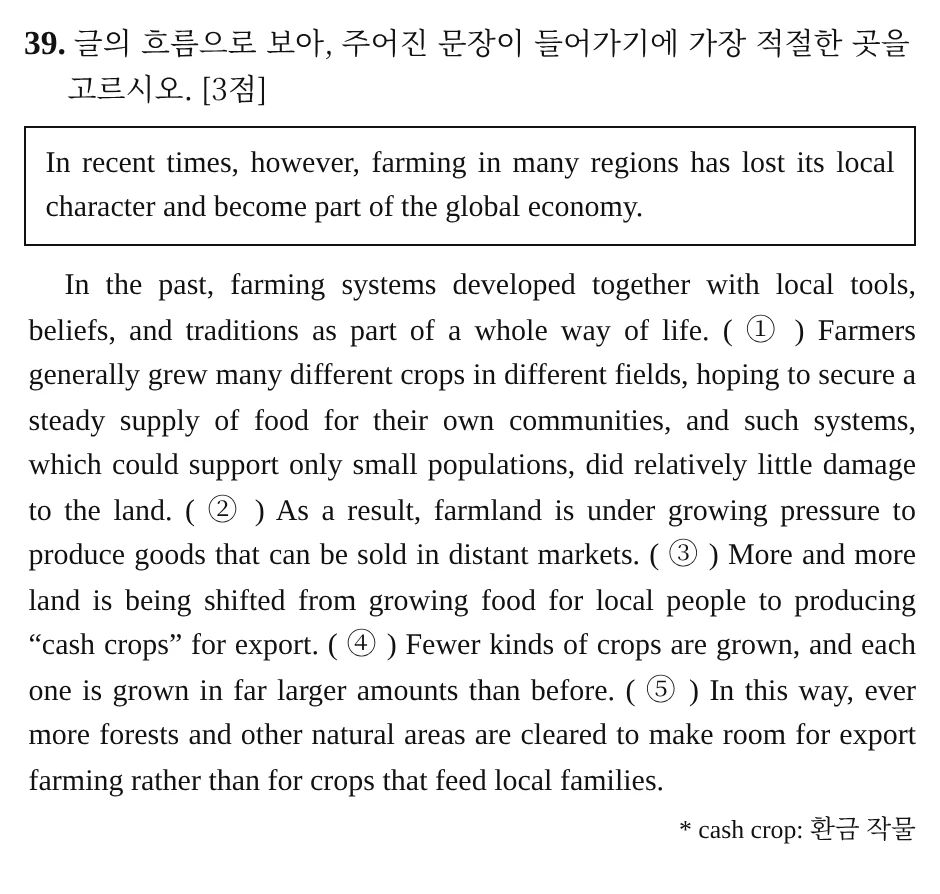 39. 글의 흐름으로 보아, 주어진 문장이 들어가기에 가장 적절한 곳을
고르시오. [3점]
In recent times, however, farming in many regions has lost its local
character and become part of the global economy.
In the past, farming systems developed together with local tools,
beliefs, and traditions as part of a whole way of life. ( ① ) Farmers
generally grew many different crops in different fields, hoping to secure a
steady supply of food for their own communities, and such systems,
which could support only small populations, did relatively little damage
to the land. ( ② ) As a result, farmland is under growing pressure to
produce goods that can be sold in distant markets. ( ③ ) More and more
land is being shifted from growing food for local people to producing
“cash crops” for export. ( ④ ) Fewer kinds of crops are grown, and each
one is grown in far larger amounts than before. ( ⑤ ) In this way, ever
more forests and other natural areas are cleared to make room for export
farming rather than for crops that feed local families.
* cash crop: 환금 작물